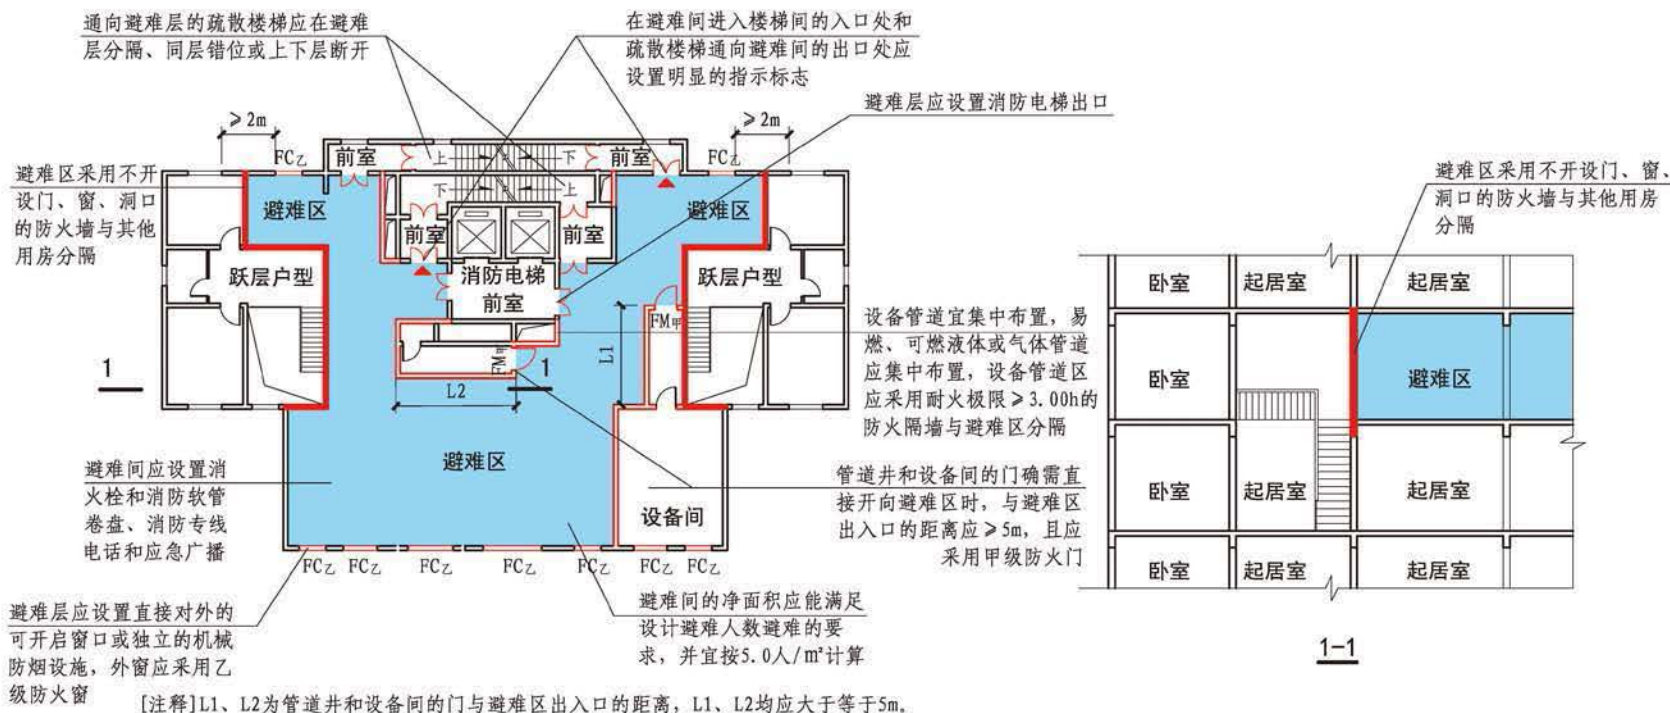 通向避难层的疏散楼梯应在避难
层分隔、同层错位或上下层断开
在避难间进入楼梯间的入口处和
疏散楼梯通向避难间的出口处应
设置明显的指示标志
避难层应设置消防电梯出口
≥2m
≥2m
避难区采用不开
设门、窗、洞口
的防火墙与其他
用房分隔
FC乙
前室
上
下
前室
FC乙
下
上
避难区
避难区
前室
前室
跃层户型
消防电梯
前室
跃层户型
FM甲
FM甲
L1
L2
1
1
避难区
设备间
设备管道宜集中布置，易
燃、可燃液体或气体管道
应集中布置，设备管道区
应采用耐火极限≥3.00h的
防火隔墙与避难区分隔
管道井和设备间的门确需直
接开向避难区时，与避难区
出入口的距离应≥5m，且应
采用甲级防火门
避难间应设置消
火栓和消防软管
卷盘、消防专线
电话和应急广播
FC乙 FC乙 FC乙 FC乙 FC乙 FC乙 FC乙
避难层应设置直接对外的
可开启窗口或独立的机械
防烟设施，外窗应采用乙
级防火窗
避难间的净面积应能满足
设计避难人数避难的要
求，并宜按5.0人/m²计算
避难区采用不开设门、窗、
洞口的防火墙与其他用房
分隔
卧室 起居室 起居室
卧室 避难区
卧室 起居室 起居室
卧室 起居室 起居室
1-1
[注释]L1、L2为管道井和设备间的门与避难区出入口的距离，L1、L2均应大于等于5m。